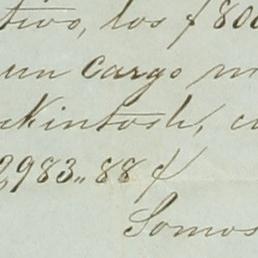 tivo, los $ 800
un cargo m
ckintosh, c
2983.. 88 $
Somos